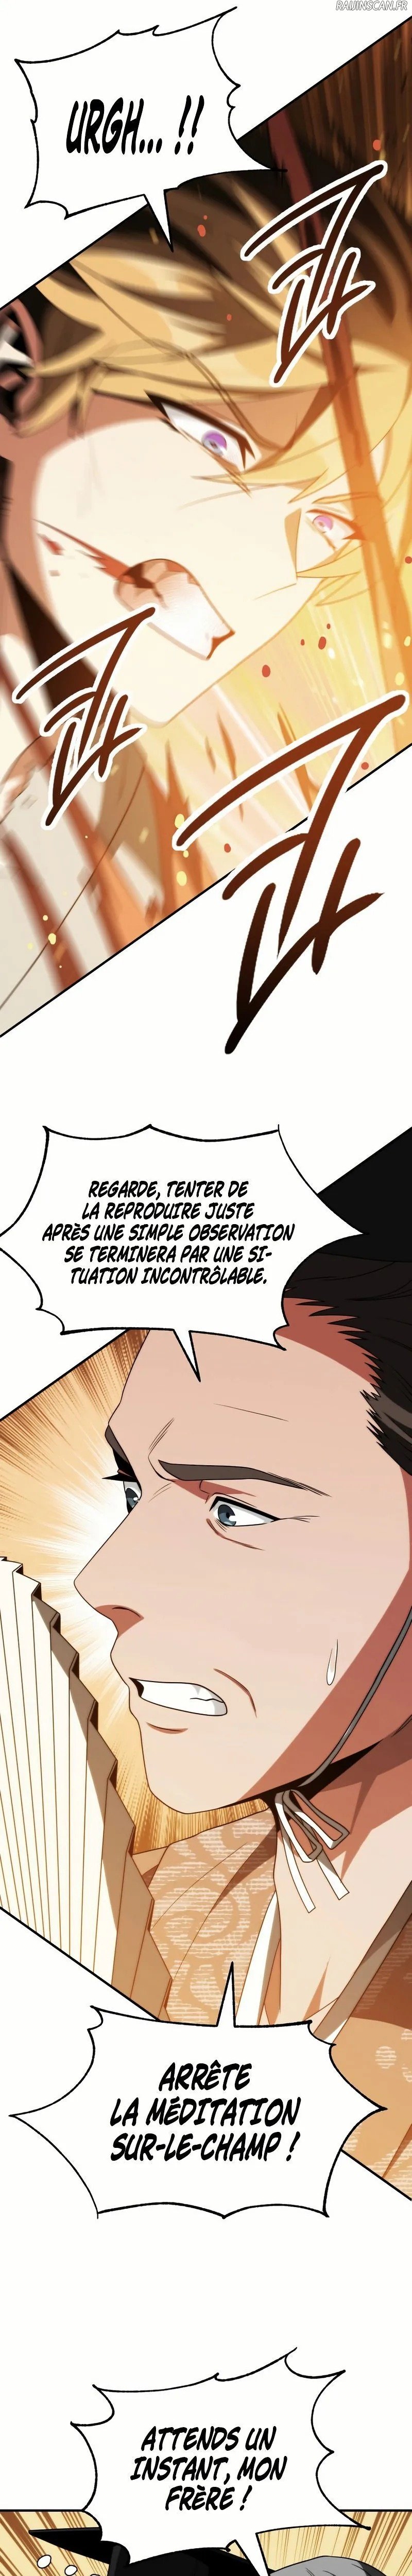 RAIJINSCAN.FR
URGH... !!
REGARDE, TENTER DE
LA REPRODUIRE JUSTE
APRÈS UNE SIMPLE OBSERVATION
SE TERMINERA PAR UNE SI-
TUATION INCONTRÔLABLE.
ARRÊTE
LA MÉDITATION
SUR-LE-CHAMP !
ATTENDS UN
INSTANT, MON
FRÈRE !